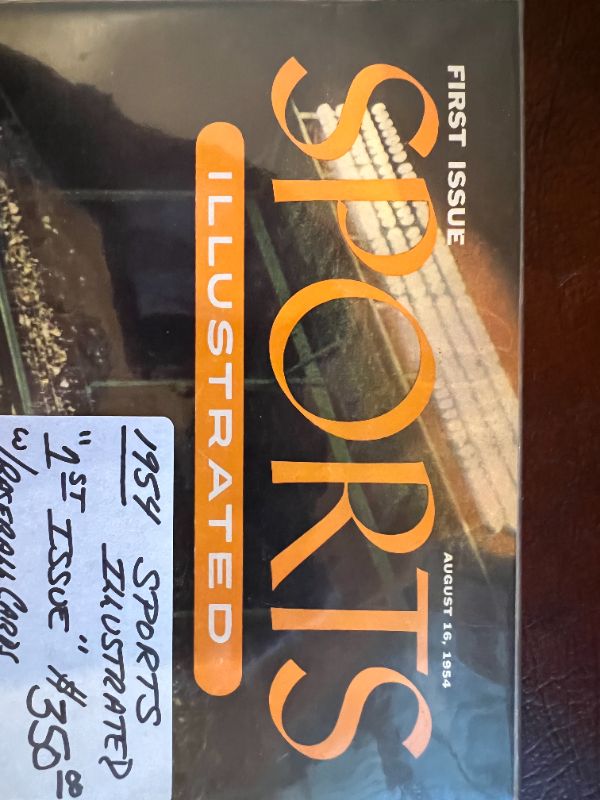 FIRST ISSUE
AUGUST 16, 1954
SPORTS
ILLUSTRATED
1954 SPORTS
ILLUSTRATED
"1ST ISSUE" $350 00
W/BASEBALL CARDS